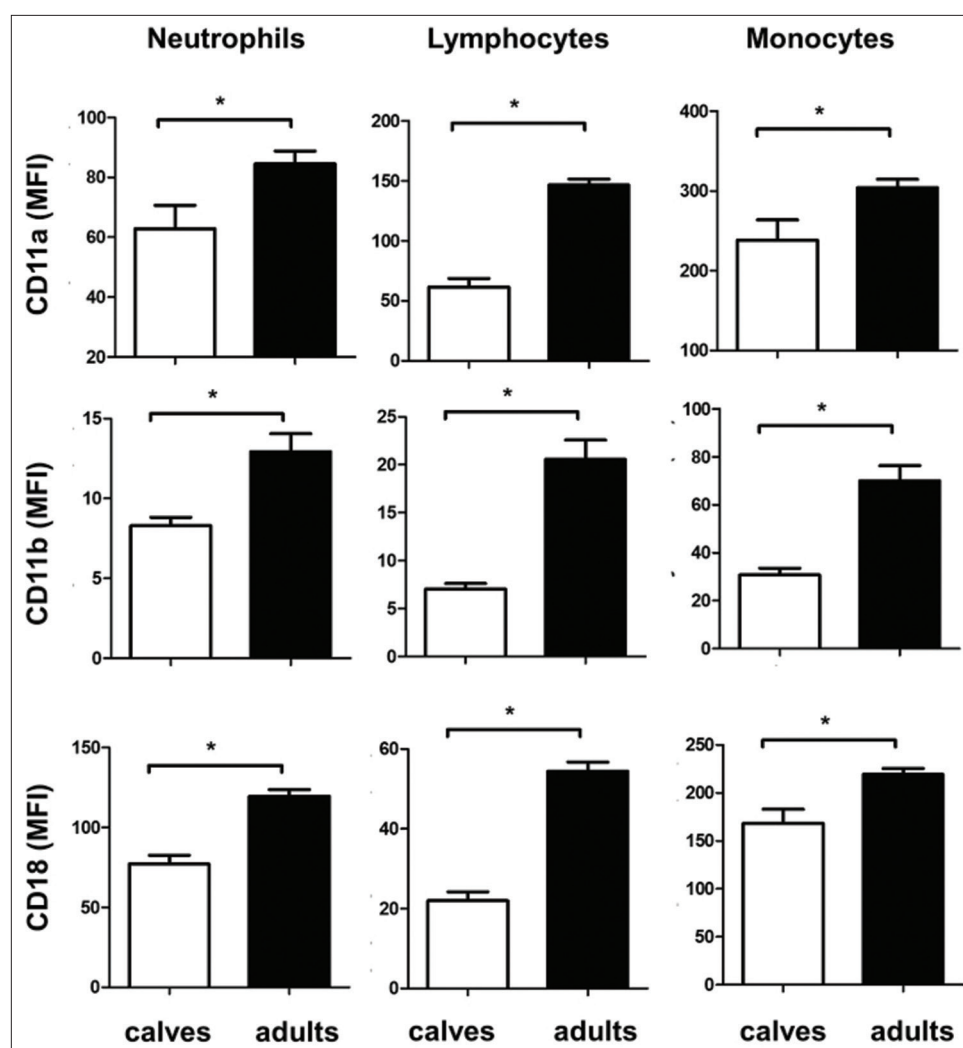 Neutrophils Lymphocytes Monocytes
* * *
CD11a (MFI)
100 80 60 40 20
200 150 100 50 0
400 300 200 100
* * *
CD11b (MFI)
15 10 5 0
25 20 15 10 5 0
100 80 60 40 20 0
* * *
CD18 (MFI)
150 100 50 0
60 40 20 0
250 200 150 100 50 0
calves adults calves adults calves adults